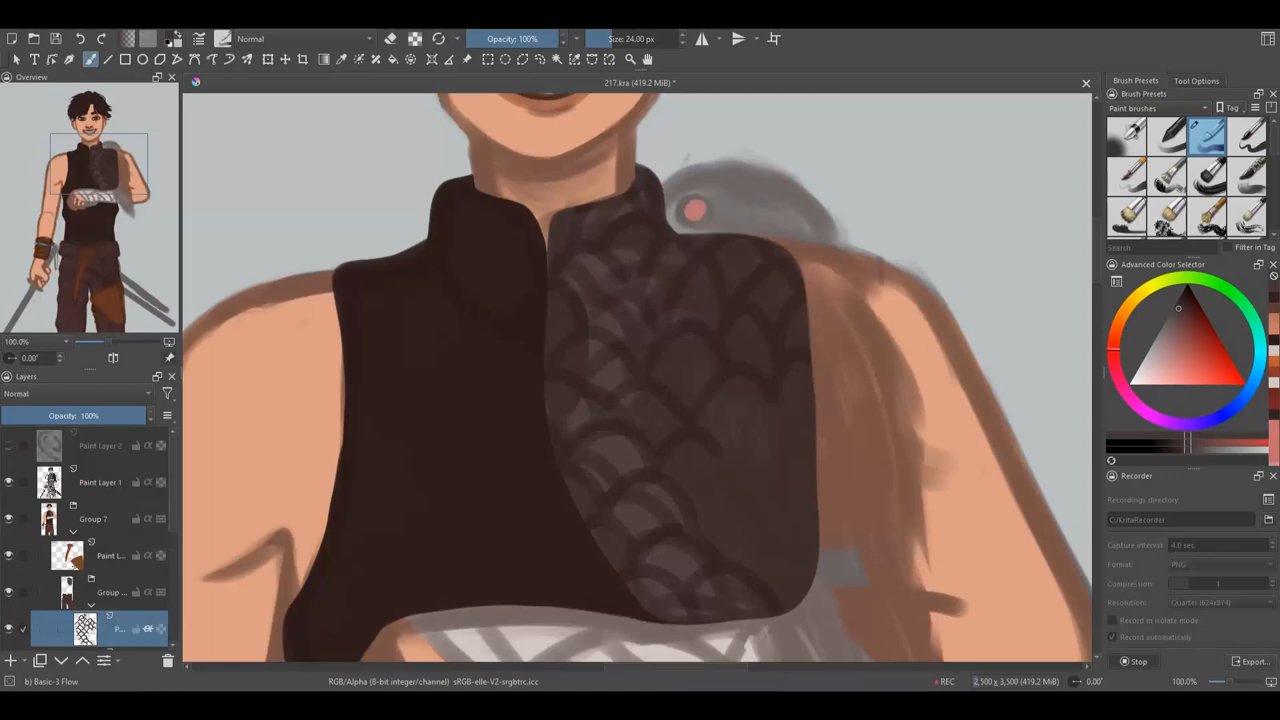 Normal
Opacity: 100%
Size: 24.00 px
Overview
217.kra (419.2 MiB) *
Brush Presets
Tool Options
Brush Presets
Paint brushes
Tag
Search
Filter in Tag
Advanced Color Selector
100.0%
0.00°
Layers
Normal
Opacity: 100%
Paint Layer 2
Paint Layer 1
Group 7
Paint L...
Group ...
P...
Recorder
Recordings directory:
C:/KritaRecorder
Capture interval:
4.0 sec.
Format:
PNG
Compression:
1
Resolution:
Quarter (624x874)
Record in isolate mode
Record automatically
Stop
Export...
b) Basic-3 Flow
RGB/Alpha (8-bit integer/channel) sRGB-elle-V2-srgbtrc.icc
REC
2,500 x 3,500 (419.2 MiB)
0.00°
100.0%